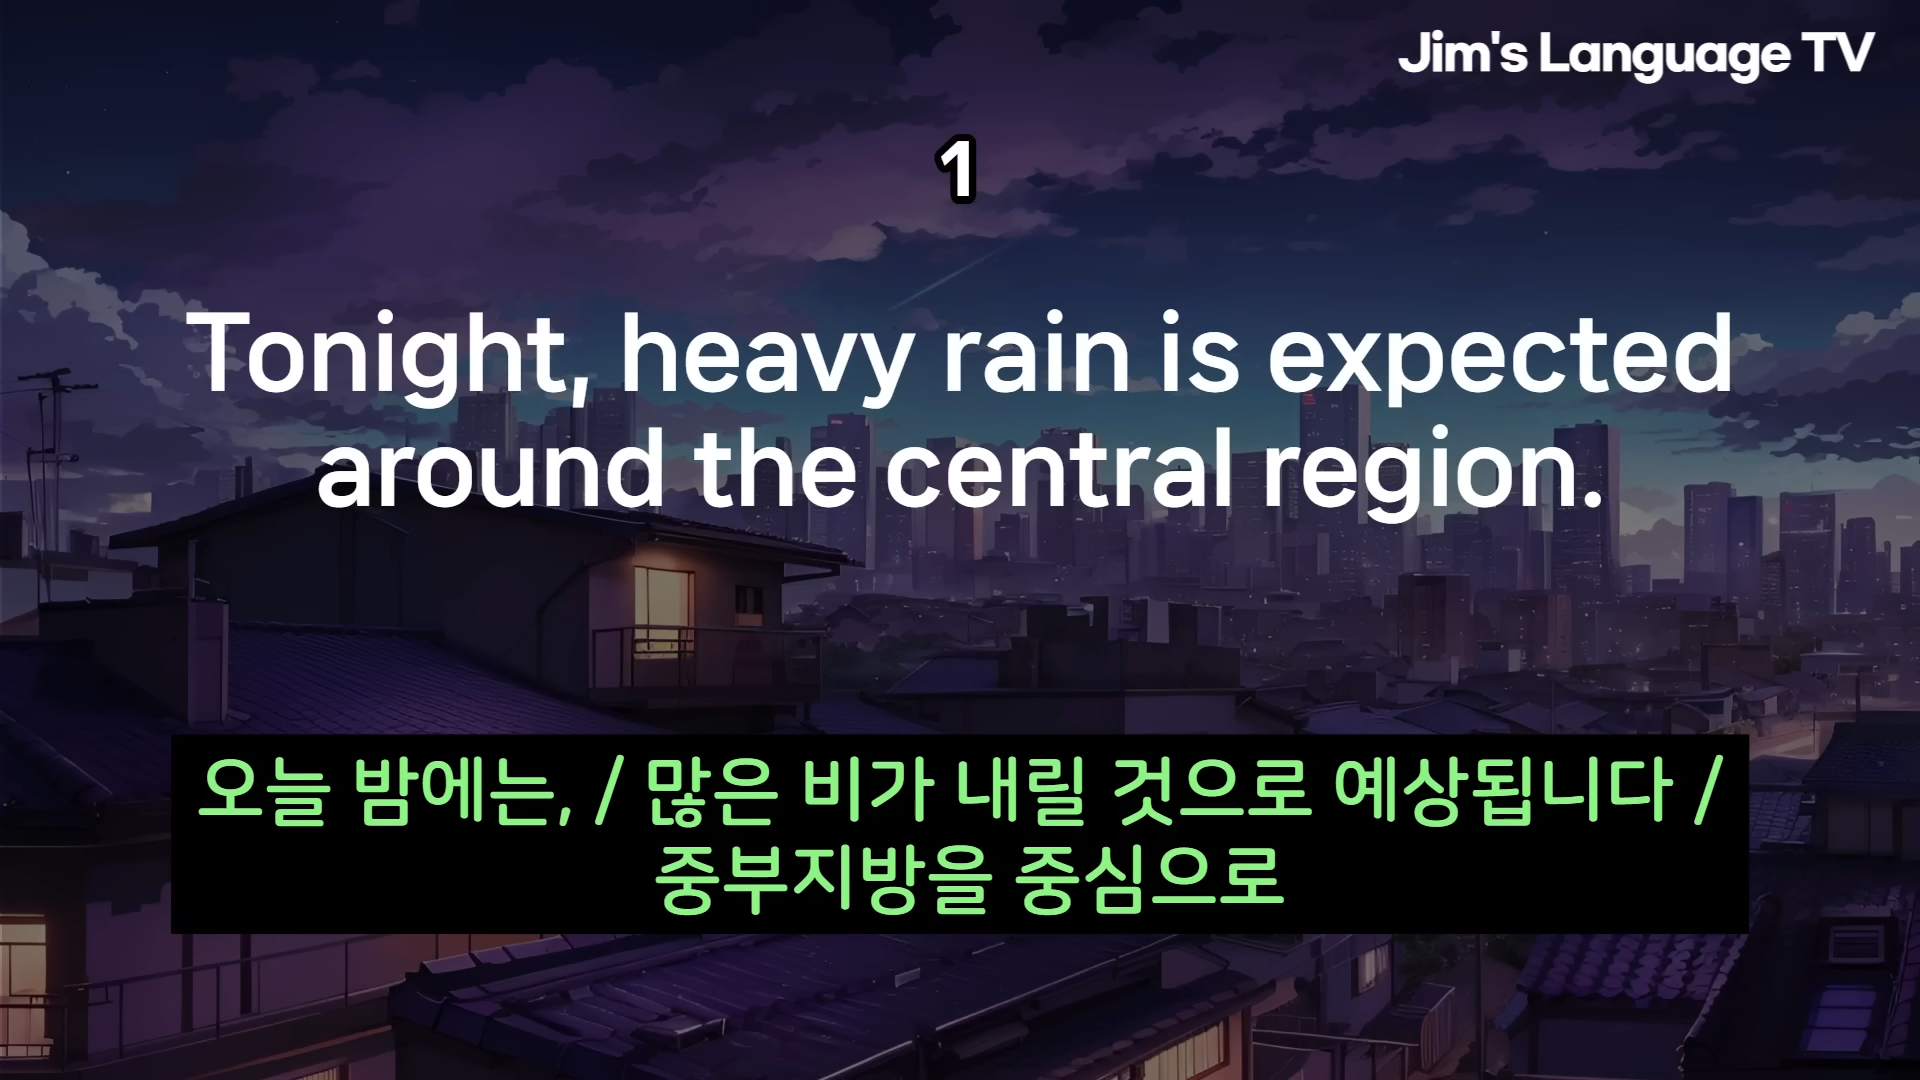 Jim's Language TV
1
Tonight, heavy rain is expected
around the central region.
오늘 밤에는, / 많은 비가 내릴 것으로 예상됩니다 /
중부지방을 중심으로